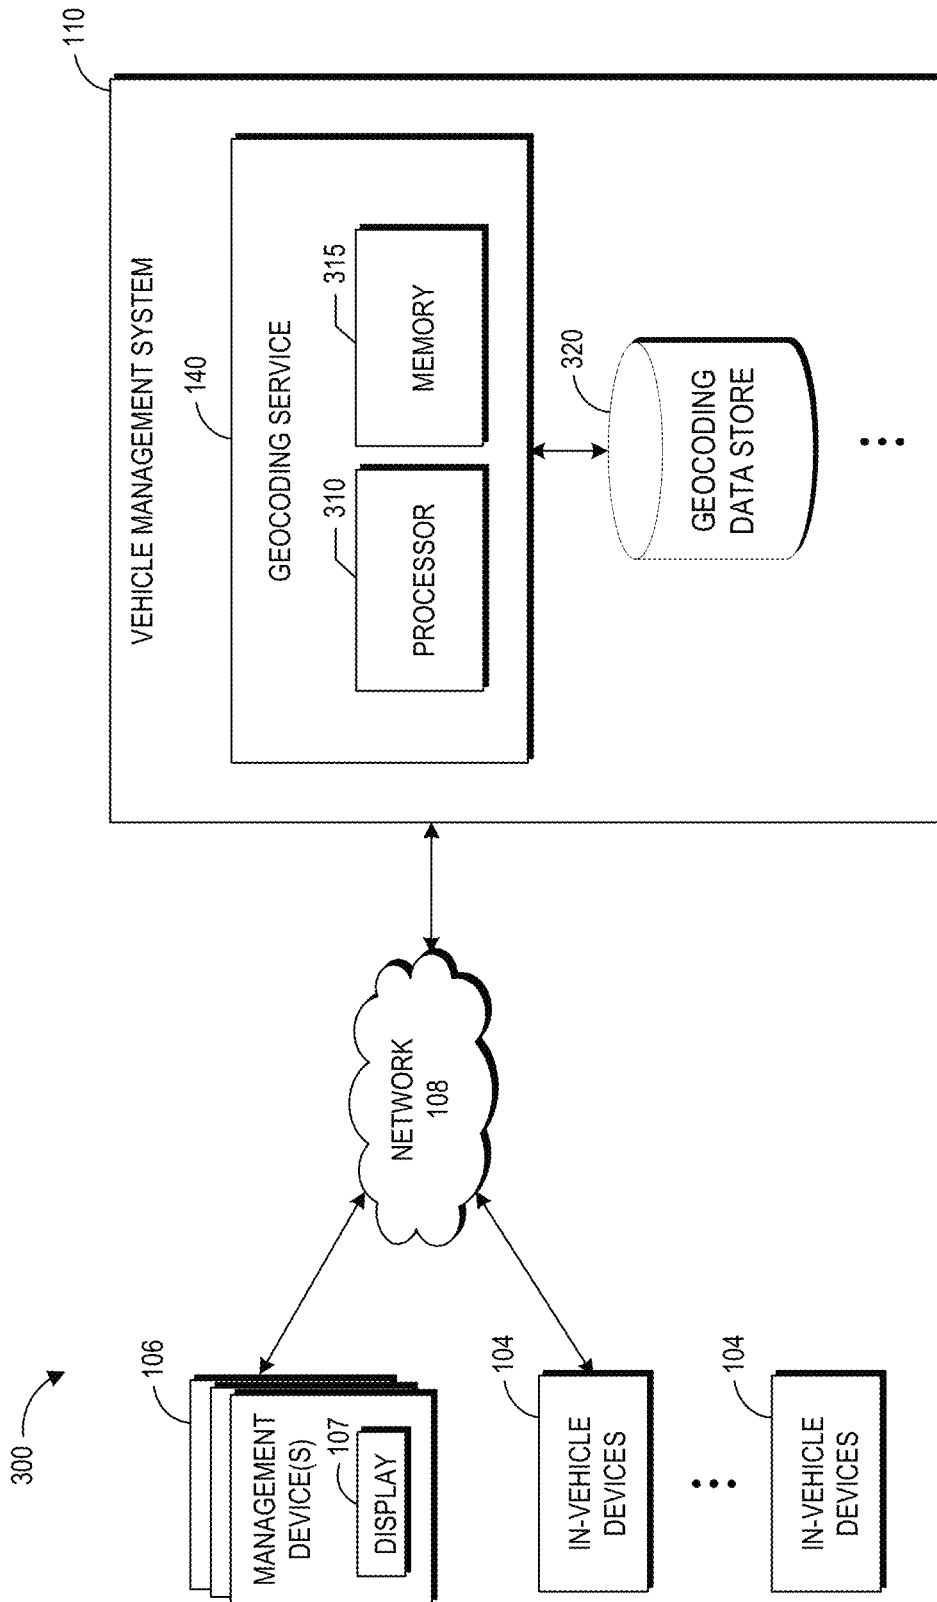 300
106
MANAGEMENT
DEVICE(S)
107
DISPLAY
104
IN-VEHICLE
DEVICES
104
IN-VEHICLE
DEVICES
NETWORK
108
110
VEHICLE MANAGEMENT SYSTEM
140
GEOCODING SERVICE
310
PROCESSOR
315
MEMORY
320
GEOCODING
DATA STORE